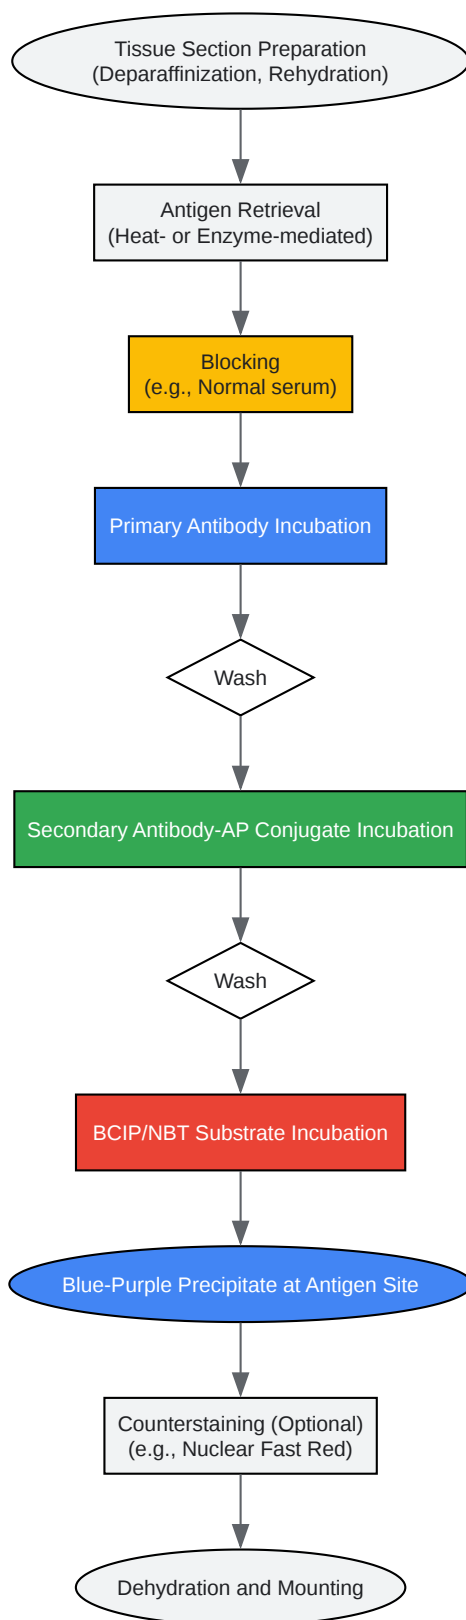 Tissue Section Preparation
(Deparaffinization, Rehydration)
Antigen Retrieval
(Heat- or Enzyme-mediated)
Blocking
(e.g., Normal serum)
Primary Antibody Incubation
Wash
Secondary Antibody-AP Conjugate Incubation
Wash
BCIP/NBT Substrate Incubation
Blue-Purple Precipitate at Antigen Site
Counterstaining (Optional)
(e.g., Nuclear Fast Red)
Dehydration and Mounting